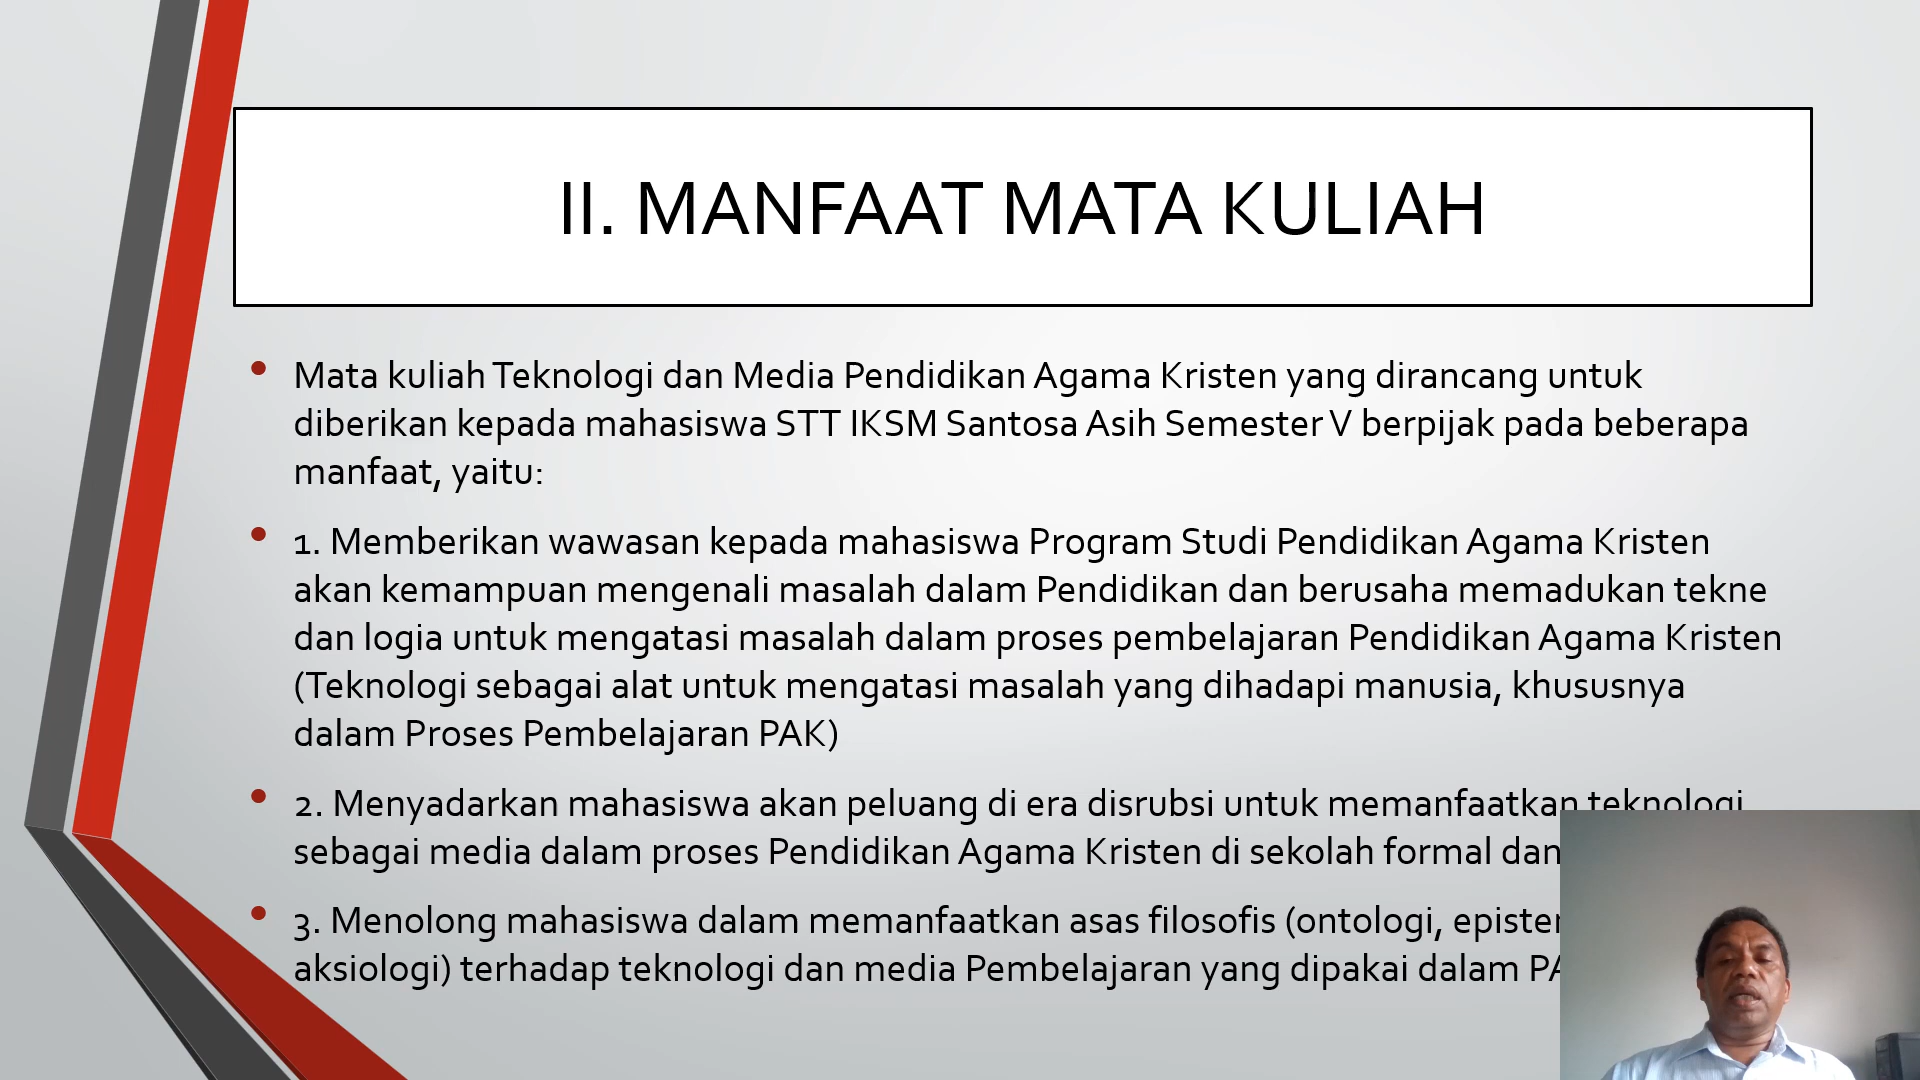 II. MANFAAT MATA KULIAH
• Mata kuliah Teknologi dan Media Pendidikan Agama Kristen yang dirancang untuk
diberikan kepada mahasiswa STT IKSM Santosa Asih Semester V berpijak pada beberapa
manfaat, yaitu:
• 1. Memberikan wawasan kepada mahasiswa Program Studi Pendidikan Agama Kristen
akan kemampuan mengenali masalah dalam Pendidikan dan berusaha memadukan tekne
dan logia untuk mengatasi masalah dalam proses pembelajaran Pendidikan Agama Kristen
(Teknologi sebagai alat untuk mengatasi masalah yang dihadapi manusia, khususnya
dalam Proses Pembelajaran PAK)
• 2. Menyadarkan mahasiswa akan peluang di era disrubsi untuk memanfaatkan teknologi
sebagai media dalam proses Pendidikan Agama Kristen di sekolah formal dan
• 3. Menolong mahasiswa dalam memanfaatkan asas filosofis (ontologi,
aksiologi) terhadap teknologi dan media Pembelajaran yang dipakai dalam